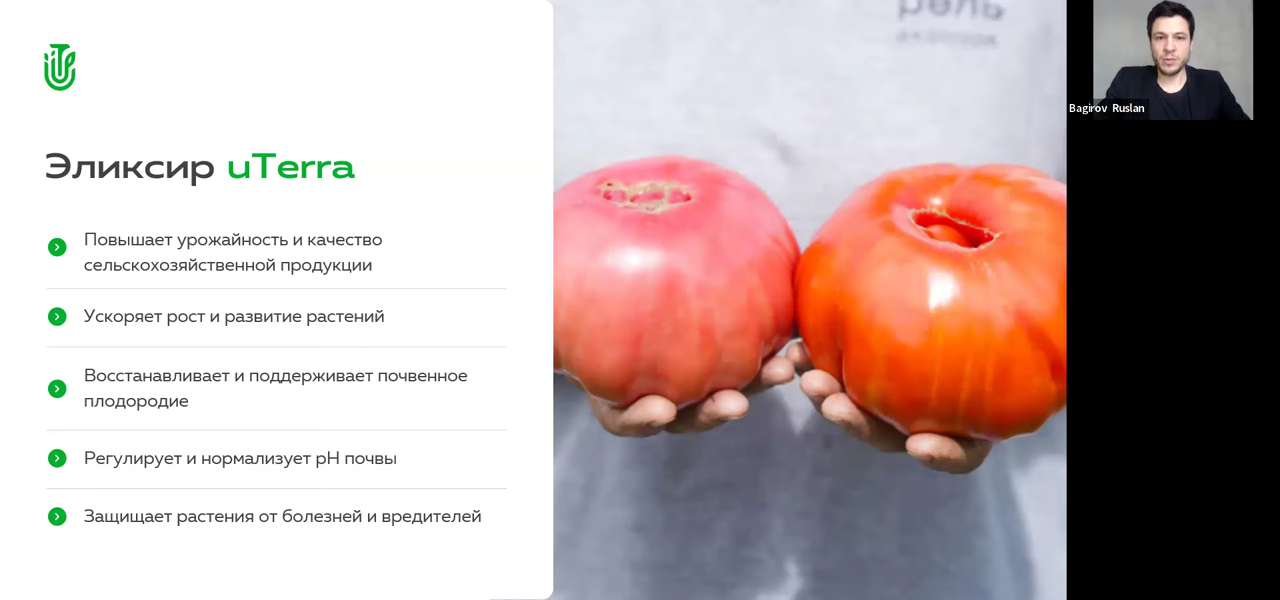 Эликсир uTerra
Повышает урожайность и качество
сельскохозяйственной продукции
Ускоряет рост и развитие растений
Восстанавливает и поддерживает почвенное
плодородие
Регулирует и нормализует pH почвы
Защищает растения от болезней и вредителей
Bagirov Ruslan